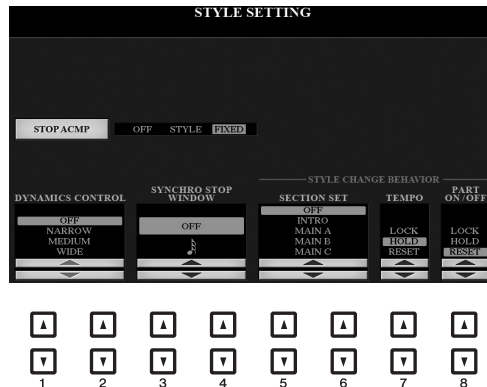 STYLE SETTING
STOP ACMP OFF STYLE FIXED
STYLE CHANGE BEHAVIOR
DYNAMICS CONTROL
OFF
NARROW
MEDIUM
WIDE
SYNCHRO STOP
WINDOW
OFF
SECTION SET
OFF
INTRO
MAIN A
MAIN B
MAIN C
TEMPO
LOCK
HOLD
RESET
PART
ON/OFF
LOCK
HOLD
RESET
1 2 3 4 5 6 7 8